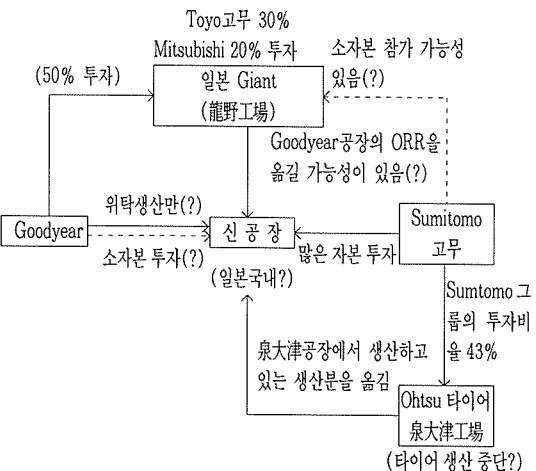 Toyo고무 30%
Mitsubishi 20% 투자
소자본 참가 가능성
있음(?)
(50% 투자)
일본 Giant
(龍野工場)
Goodyear공장의 ORR을
옮길 가능성이 있음(?)
위탁생산만(?)
Goodyear
신 공 장
Sumitomo
고무
소자본 투자(?)
많은 자본 투자
(일본국내?)
Sumtomo 그
룹의 투자비
율 43%
泉大津공장에서 생산하고
있는 생산분을 옮김
Ohtsu 타이어
泉大津工場
(타이어 생산 중단?)